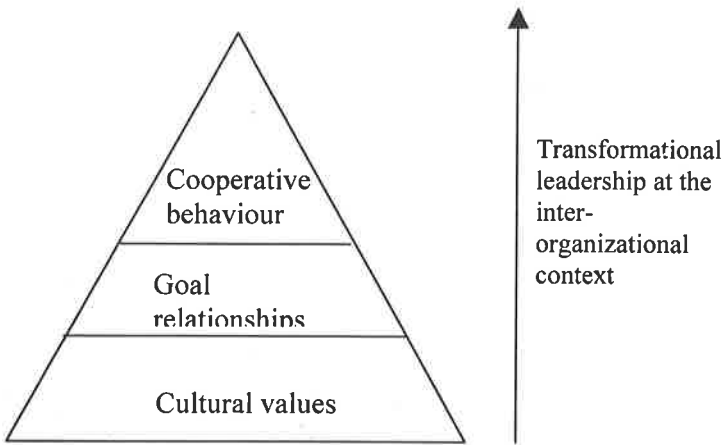 Cooperative
behaviour
Goal
relationships
Cultural values
Transformational
leadership at the
inter-
organizational
context